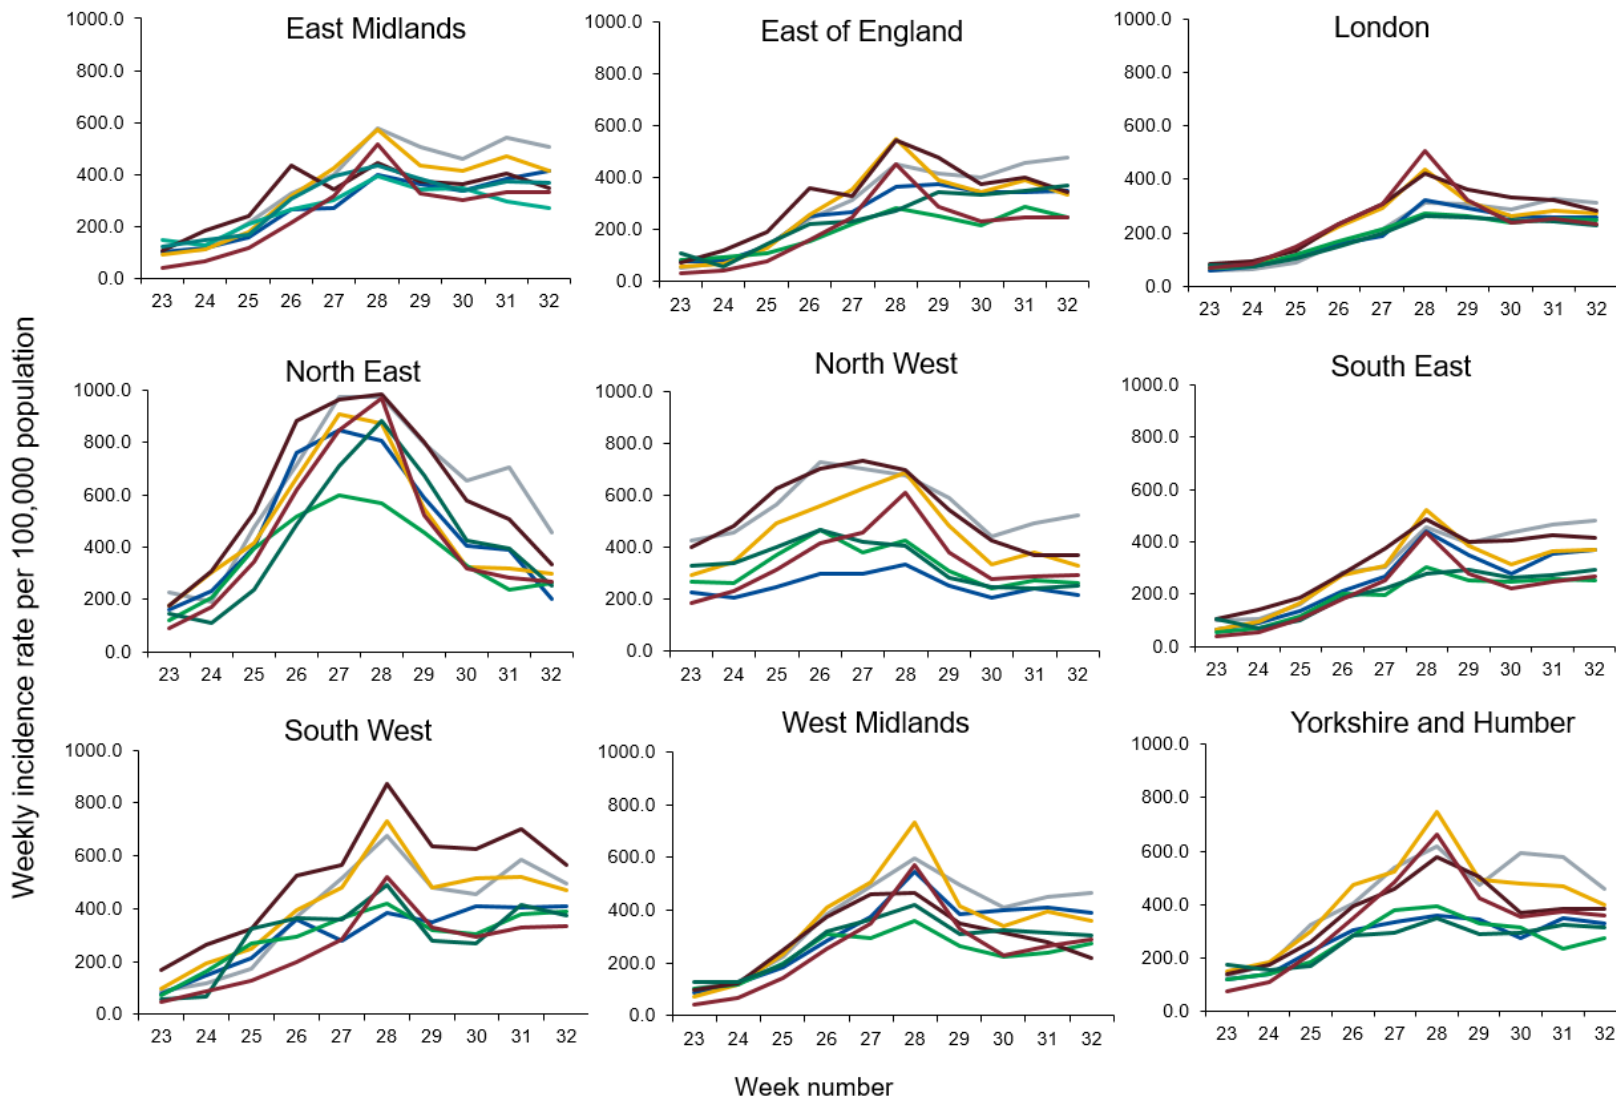 East Midlands
1000.0
800.0
600.0
400.0
200.0
0.0
23 24 25 26 27 28 29 30 31 32
East of England
1000.0
800.0
600.0
400.0
200.0
0.0
23 24 25 26 27 28 29 30 31 32
London
1000.0
800.0
600.0
400.0
200.0
0.0
23 24 25 26 27 28 29 30 31 32
Weekly incidence rate per 100,000 population
North East
1000.0
800.0
600.0
400.0
200.0
0.0
23 24 25 26 27 28 29 30 31 32
North West
1000.0
800.0
600.0
400.0
200.0
0.0
23 24 25 26 27 28 29 30 31 32
South East
1000.0
800.0
600.0
400.0
200.0
0.0
23 24 25 26 27 28 29 30 31 32
South West
1000.0
800.0
600.0
400.0
200.0
0.0
23 24 25 26 27 28 29 30 31 32
West Midlands
1000.0
800.0
600.0
400.0
200.0
0.0
23 24 25 26 27 28 29 30 31 32
Yorkshire and Humber
1000.0
800.0
600.0
400.0
200.0
0.0
23 24 25 26 27 28 29 30 31 32
Week number